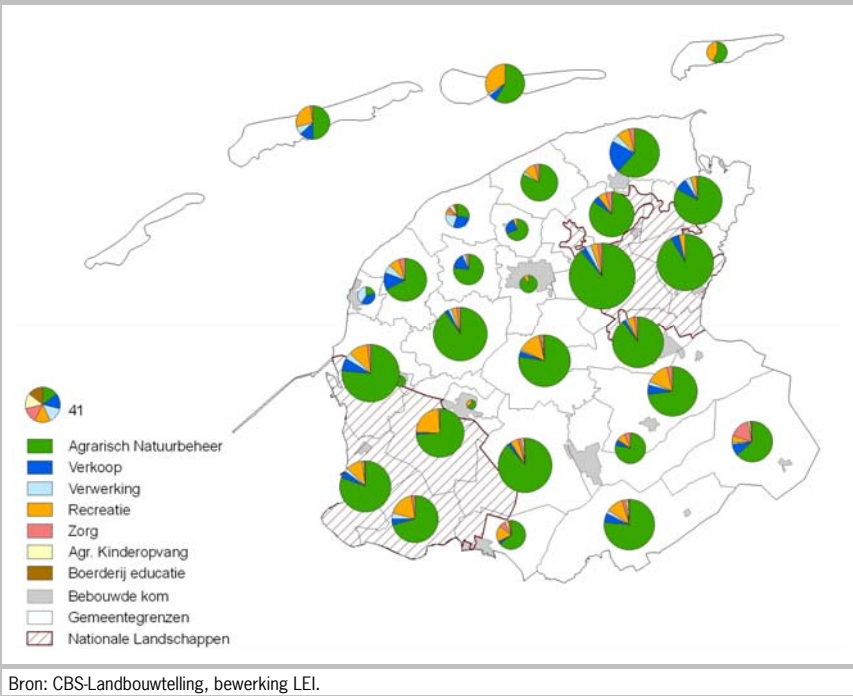 41
Agrarisch Natuurbeheer
Verkoop
Verwerking
Recreatie
Zorg
Agr. Kinderopvang
Boerderij educatie
Bebouwde kom
Gemeentegrenzen
Nationale Landschappen
Bron: CBS-Landbouwtelling, bewerking LEI.